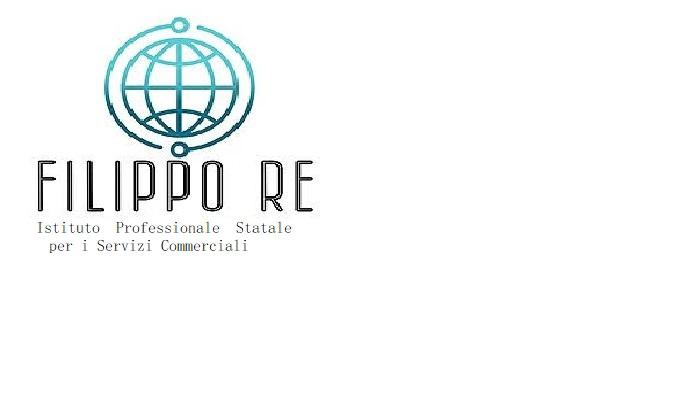 FILIPPO RE
Istituto Professionale Statale
per i Servizi Commerciali